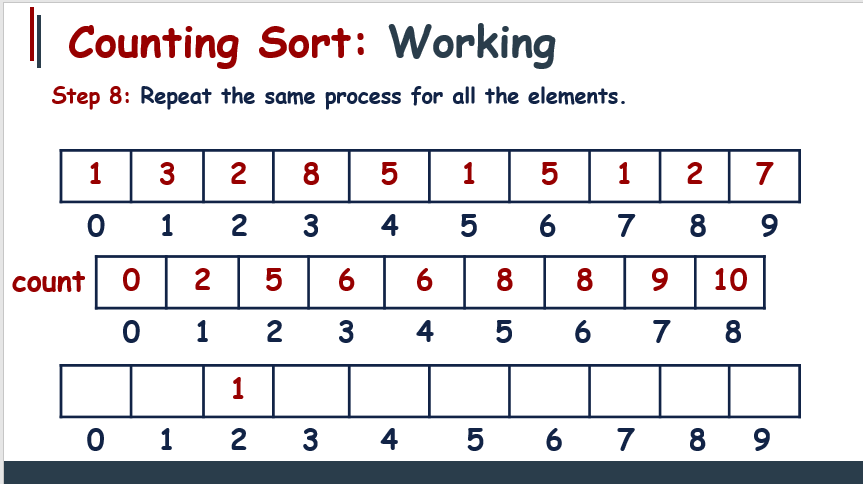 Counting Sort: Working
Step 8: Repeat the same process for all the elements.
1 3 2 8 5 1 5 1 2 7
0 1 2 3 4 5 6 7 8 9
count 0 2 5 6 6 8 8 9 10
0 1 2 3 4 5 6 7 8
1
0 1 2 3 4 5 6 7 8 9